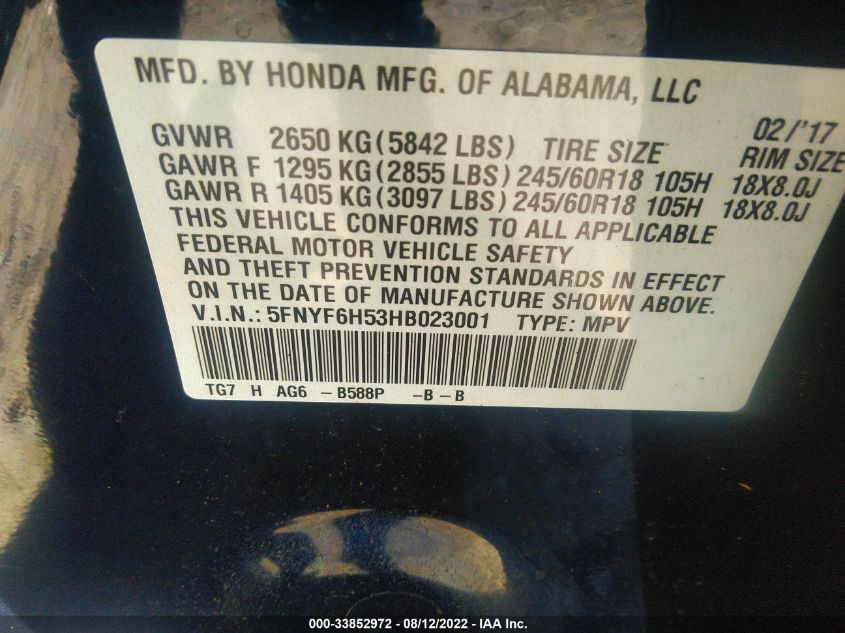 MFD. BY HONDA MFG. OF ALABAMA, LLC
02/'17
GVWR 2650 KG (5842 LBS) TIRE SIZE RIM SIZE
GAWR F 1295 KG (2855 LBS) 245/60R18 105H 18X8.0J
GAWR R 1405 KG (3097 LBS) 245/60R18 105H 18X8.0J
THIS VEHICLE CONFORMS TO ALL APPLICABLE
FEDERAL MOTOR VEHICLE SAFETY
AND THEFT PREVENTION STANDARDS IN EFFECT
ON THE DATE OF MANUFACTURE SHOWN ABOVE.
V.I.N.: 5FNYF6H53HB023001 TYPE: MPV
TG7 H AG6 -B588P -B-B
000-33852972 - 08/12/2022 - IAA Inc.